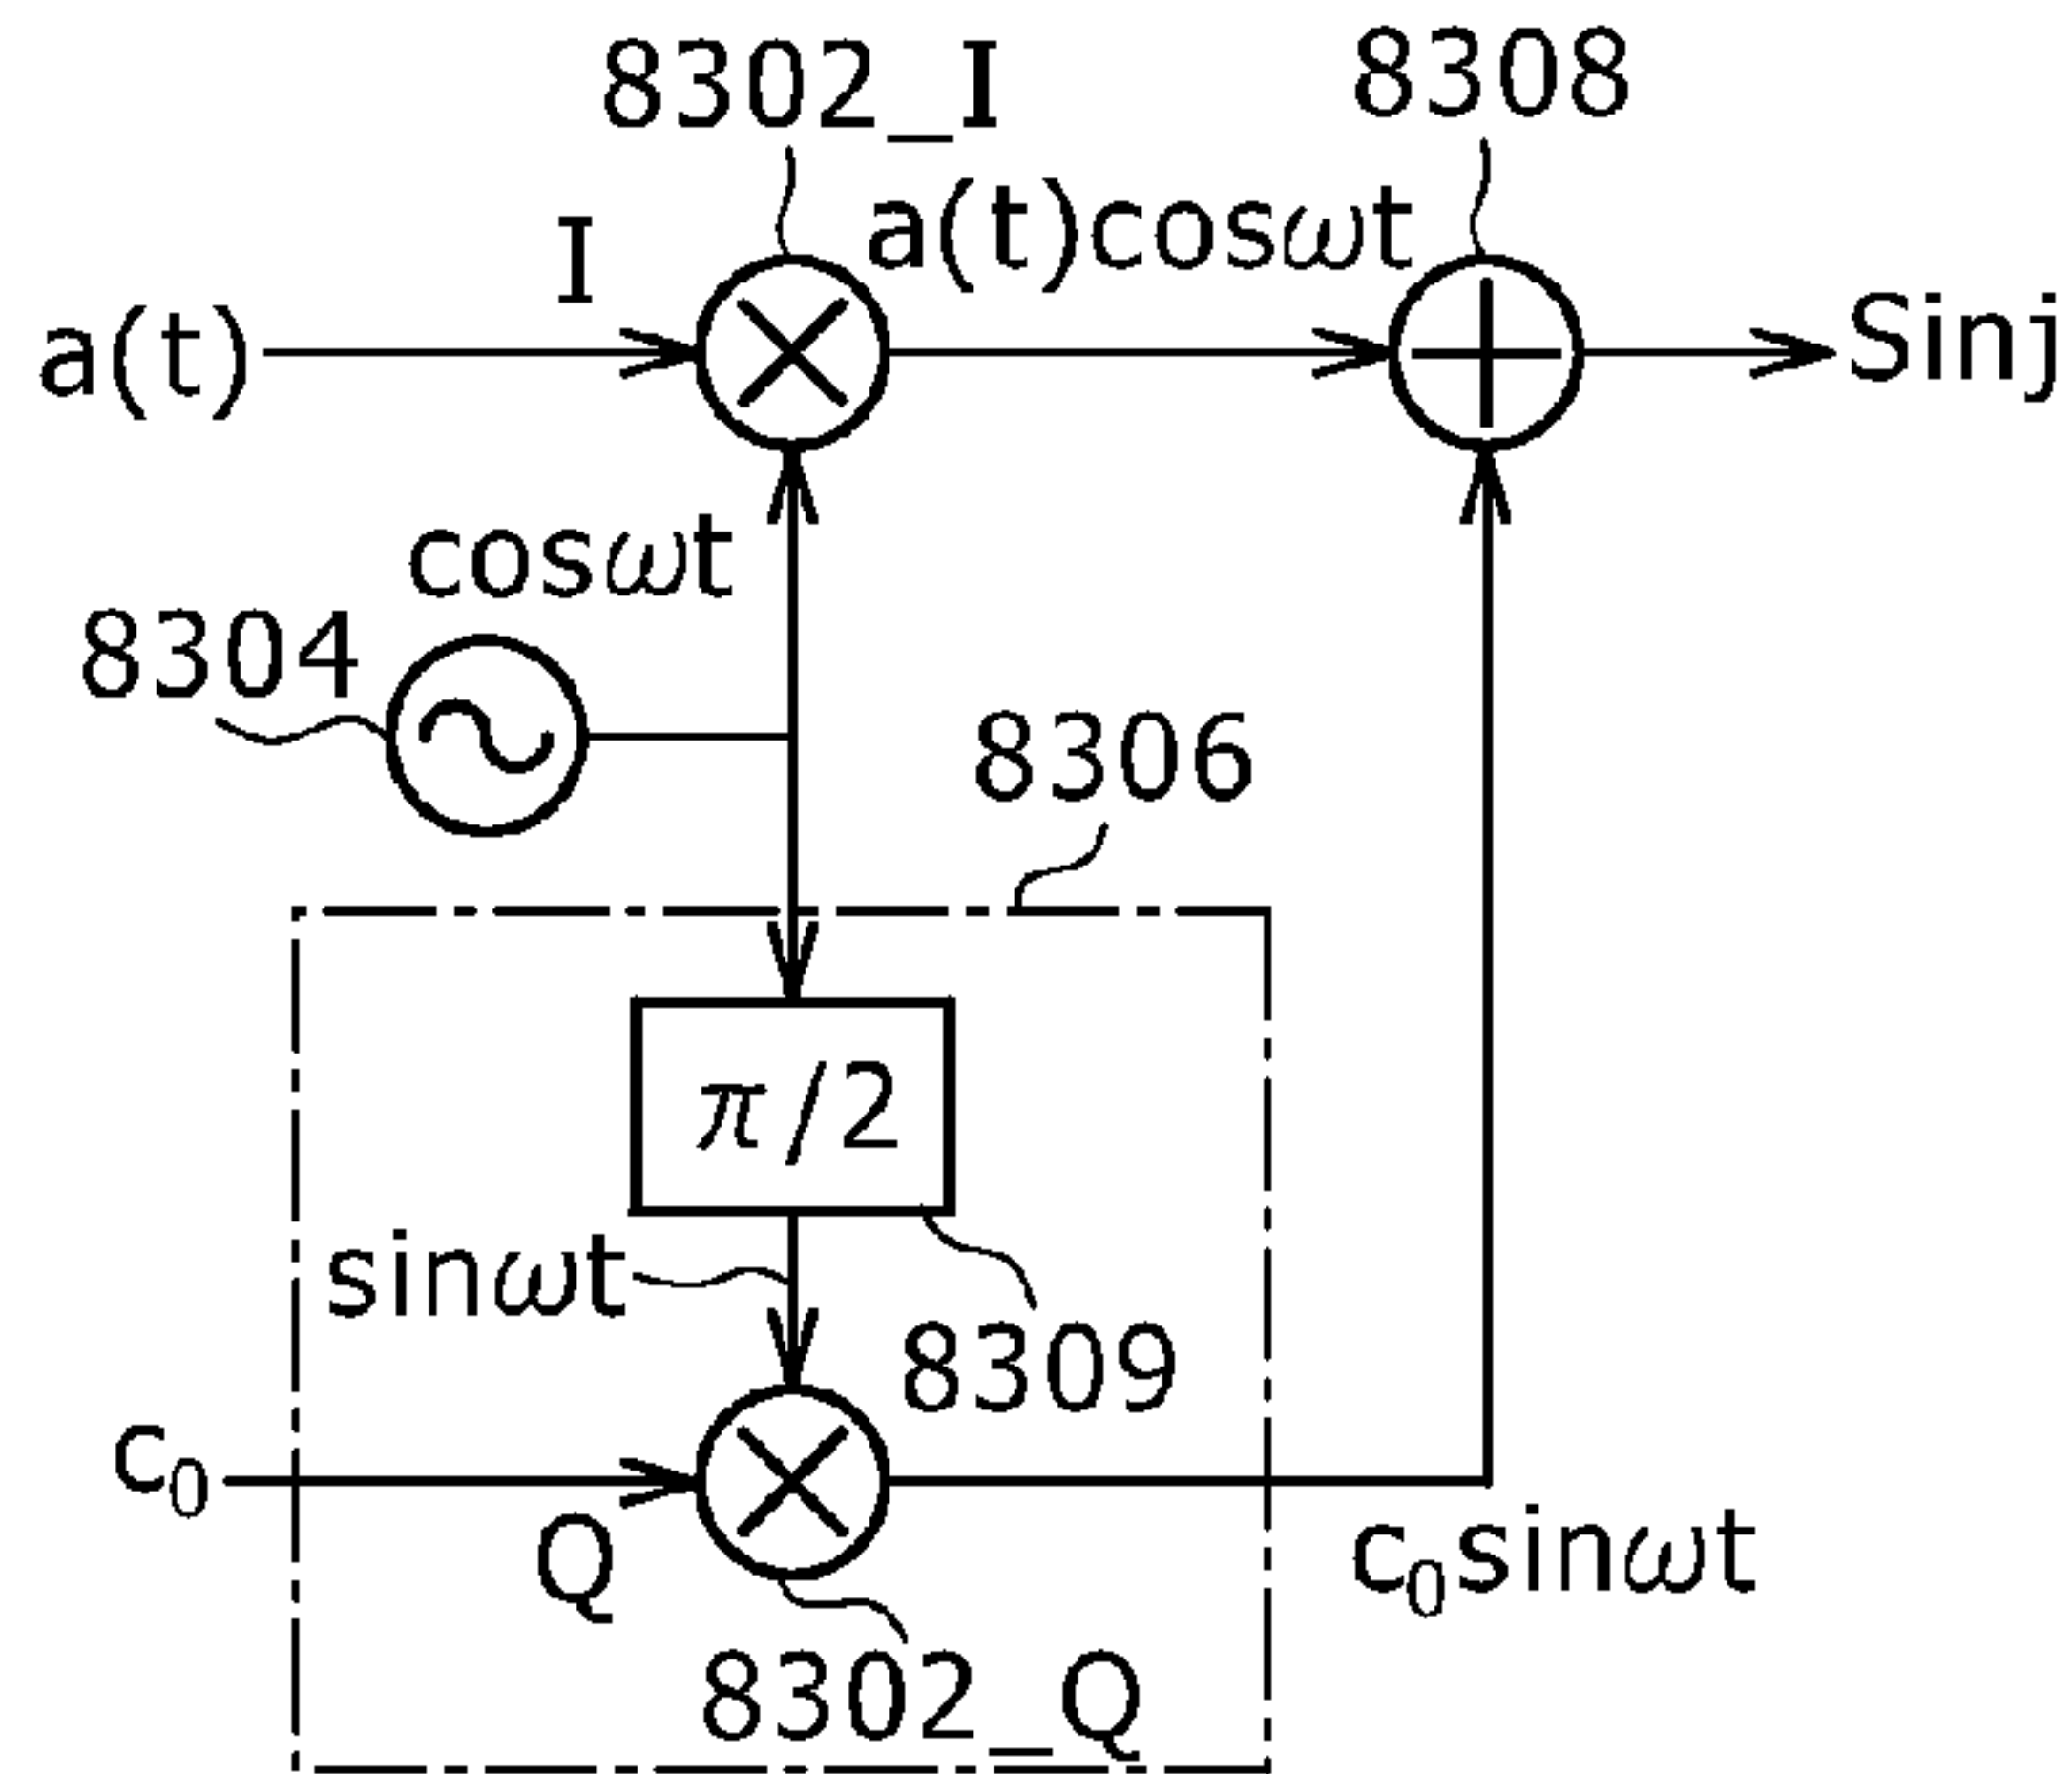 8302_I
8308
I
a(t)cosωt
a(t)
Sinj
cosωt
8304
8306
π/2
sinωt
8309
c₀
Q
c₀sinωt
8302_Q